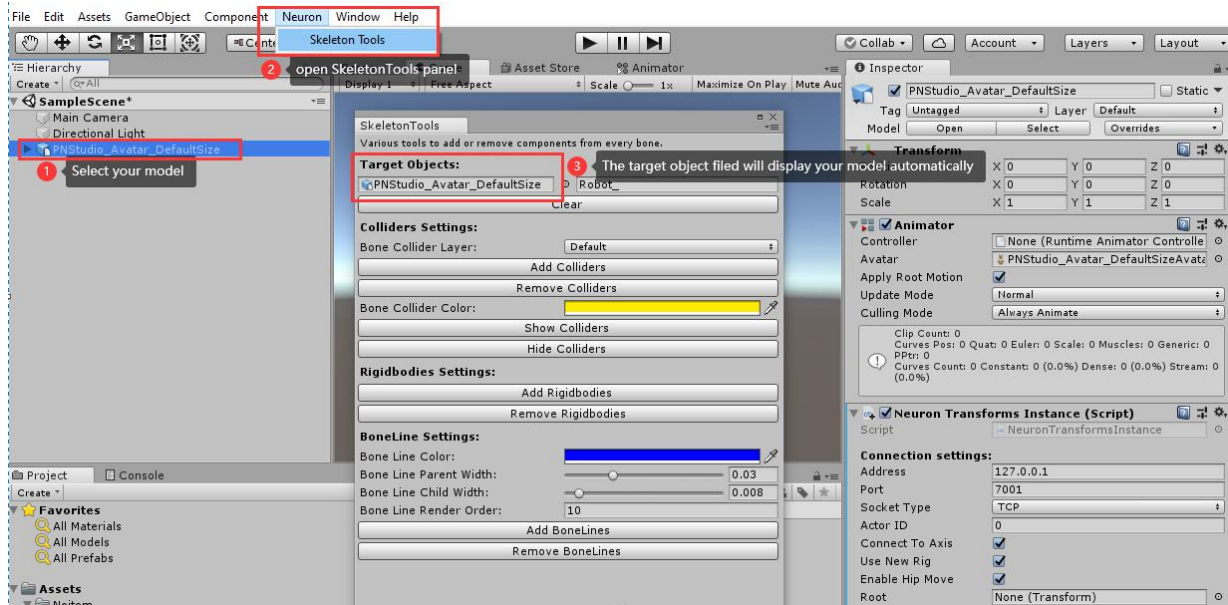 File Edit Assets GameObject Component Neuron Window Help
Skeleton Tools
Collab
Account
Layers
Layout
2 open SkeletonTools panel
Hierarchy
Create
All
SampleScene*
Main Camera
Directional Light
PNStudio_Avatar_DefaultSize
1 Select your model
Asset Store
Animator
Display 1
Free Aspect
Scale
1x
Maximize On Play
SkeletonTools
Various tools to add or remove components from every bone.
Target Objects:
PNStudio_Avatar_DefaultSize
Robot_
3 The target object filed will display your model automatically
Clear
Colliders Settings:
Bone Collider Layer: Default
Add Colliders
Remove Colliders
Bone Collider Color:
Show Colliders
Hide Colliders
Rigidbodies Settings:
Add Rigidbodies
Remove Rigidbodies
BoneLine Settings:
Bone Line Color:
Bone Line Parent Width: 0.03
Bone Line Child Width: 0.008
Bone Line Render Order: 10
Add BoneLines
Remove BoneLines
Project
Console
Create
Favorites
All Materials
All Models
All Prefabs
Assets
Inspector
PNStudio_Avatar_DefaultSize
Static
Tag Untagged Layer Default
Model Open Select Overrides
Transform
X 0 Y 0 Z 0
Rotation X 0 Y 0 Z 0
Scale X 1 Y 1 Z 1
Animator
Controller None (Runtime Animator Controlle
Avatar PNStudio_Avatar_DefaultSizeAvata
Apply Root Motion
Update Mode Normal
Culling Mode Always Animate
Clip Count: 0
Curves Pos: 0 Quat: 0 Euler: 0 Scale: 0 Muscles: 0 Generic: 0
PPtr: 0
Curves Count: 0 Constant: 0 (0.0%) Dense: 0 (0.0%) Stream: 0
(0.0%)
Neuron Transforms Instance (Script)
Script NeuronTransformsInstance
Connection settings:
Address 127.0.0.1
Port 7001
Socket Type TCP
Actor ID 0
Connect To Axis
Use New Rig
Enable Hip Move
Root None (Transform)